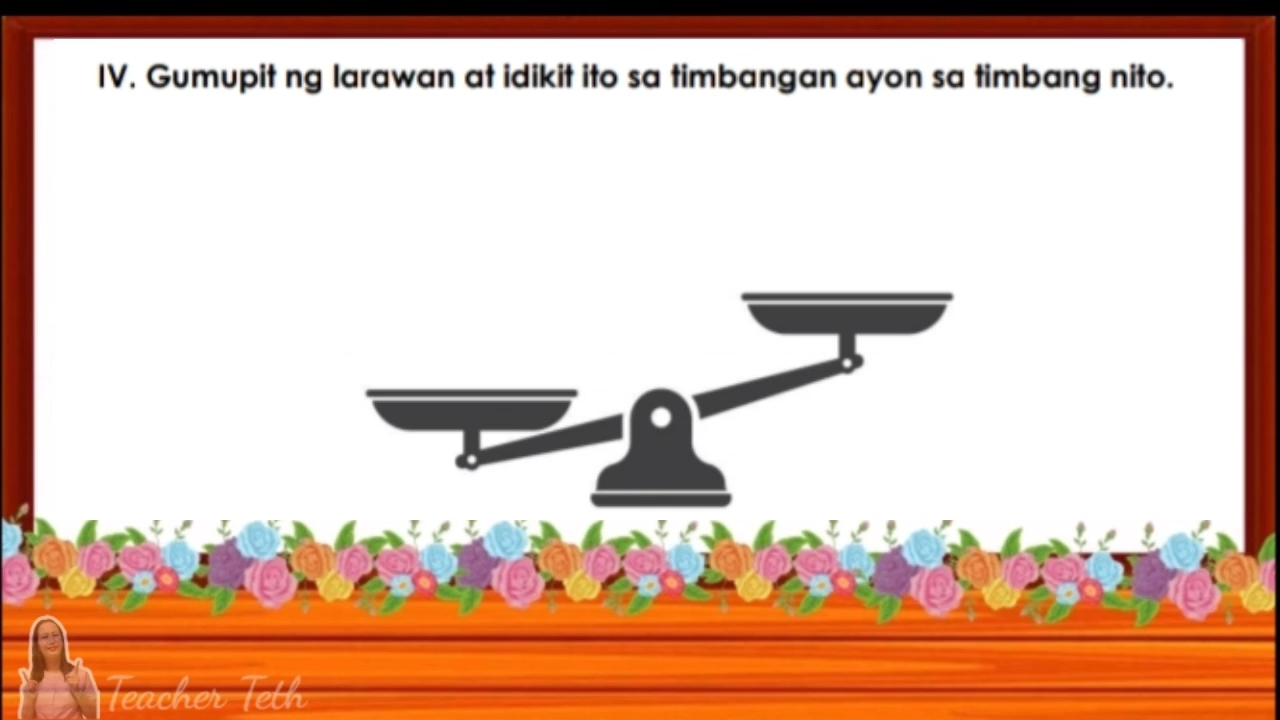 IV. Gumupit ng larawan at idikit ito sa timbangan ayon sa timbang nito.
Teacher Teth